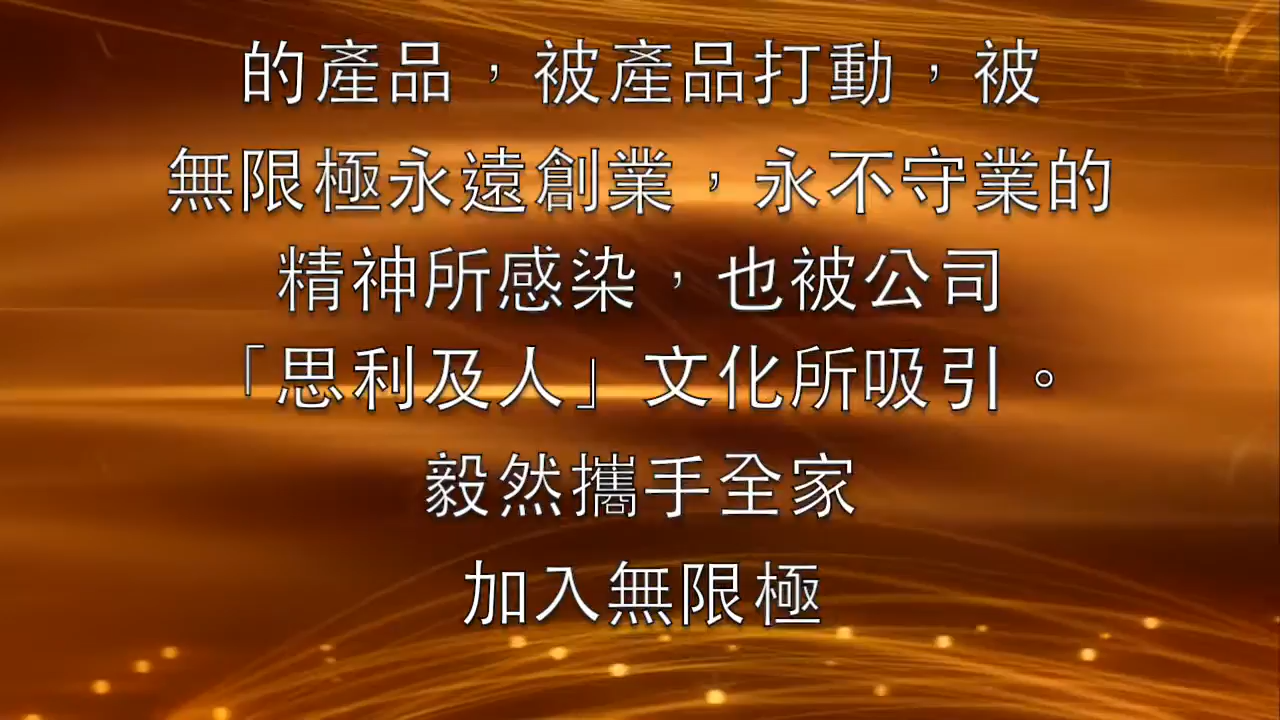 的產品，被產品打動，被
無限極永遠創業，永不守業的
精神所感染，也被公司
「思利及人」文化所吸引。
毅然攜手全家
加入無限極